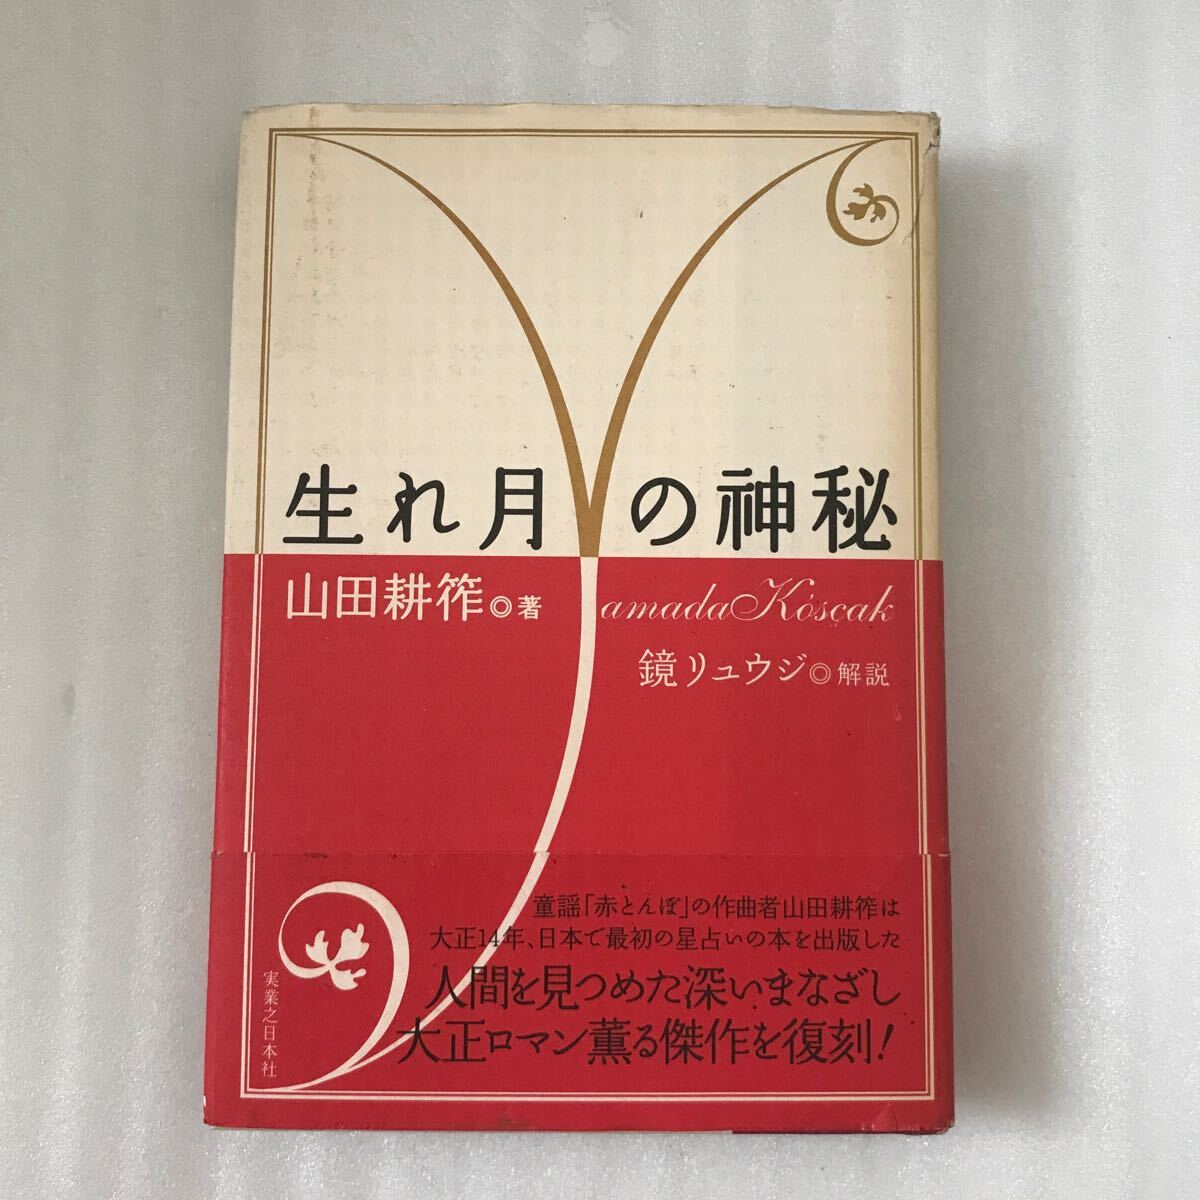 生れ月の神秘
山田耕筰◎著
Yamada Kósçak
鏡リュウジ◎解説
童謡「赤とんぼ」の作曲者山田耕筰は
大正14年、日本で最初の星占いの本を出版した
人間を見つめた深いまなざし
大正ロマン薫る傑作を復刻!
実業之日本社